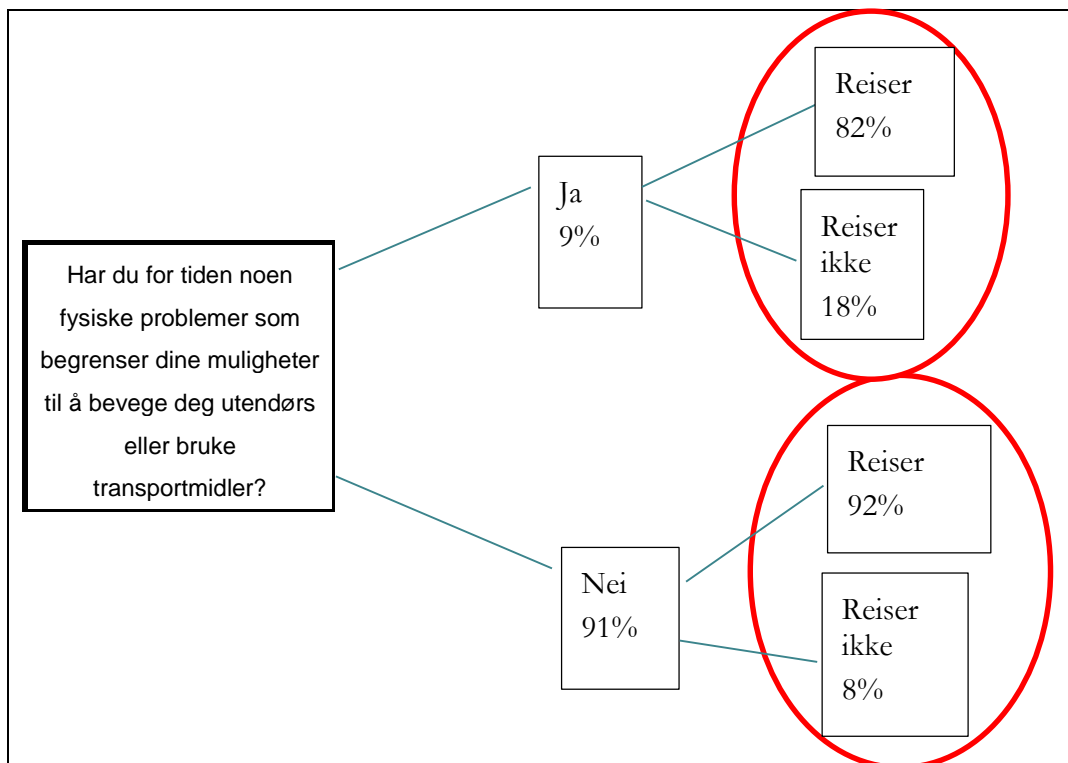 Har du for tiden noen
fysiske problemer som
begrenser dine muligheter
til å bevege deg utendørs
eller bruke
transportmidler?
Ja
9%
Reiser
82%
Reiser
ikke
18%
Nei
91%
Reiser
92%
Reiser
ikke
8%